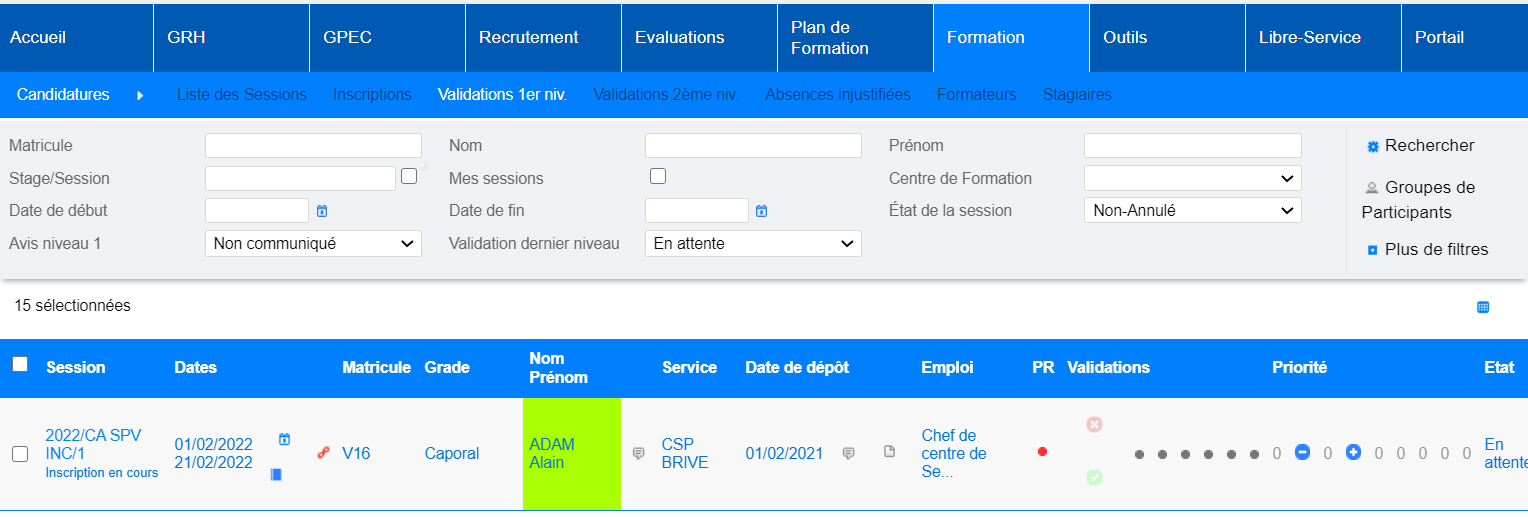 Accueil GRH GPEC Recrutement Evaluations Plan de Formation Formation Outils Libre-Service Portail
Candidatures Liste des Sessions Inscriptions Validations 1er niv. Validations 2ème niv. Absences injustifiées Formateurs Stagiaires
Matricule Nom Prénom Rechercher
Stage/Session Mes sessions Centre de Formation
Groupes de Participants
Date de début Date de fin État de la session Non-Annulé
Avis niveau 1 Non communiqué Validation dernier niveau En attente Plus de filtres
15 sélectionnées
Session Dates Matricule Grade Nom Prénom Service Date de dépôt Emploi PR Validations Priorité Etat
2022/CA SPV INC/1 Inscription en cours 01/02/2022 21/02/2022 V16 Caporal ADAM Alain CSP BRIVE 01/02/2021 Chef de centre de Se... 0 0 0 0 0 0 0 En attente